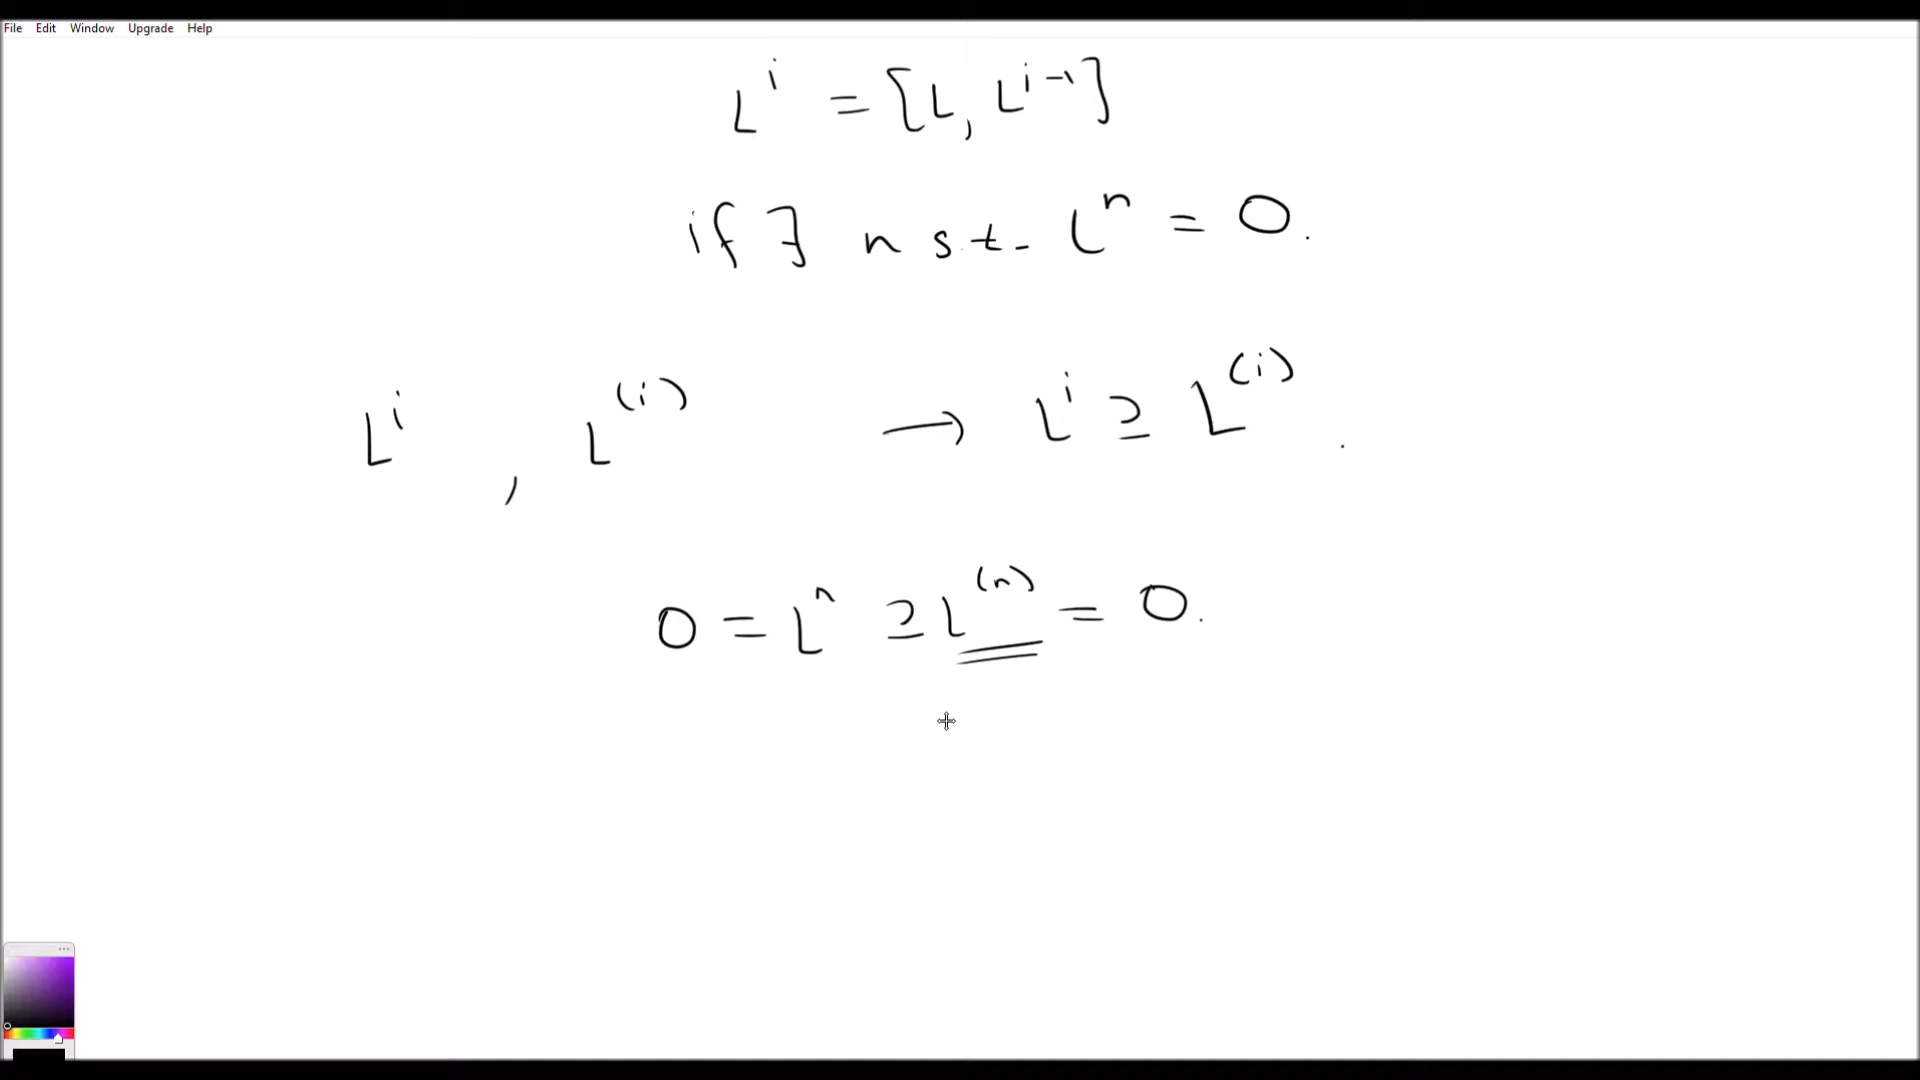 File Edit Window Upgrade Help
L^i = [L, L^{i-1}]
if ∃ n s.t. L^n = 0.
L^i , L^{(i)} → L^i ⊇ L^{(i)} .
0 = L^n ⊇ L^{(n)} = 0.